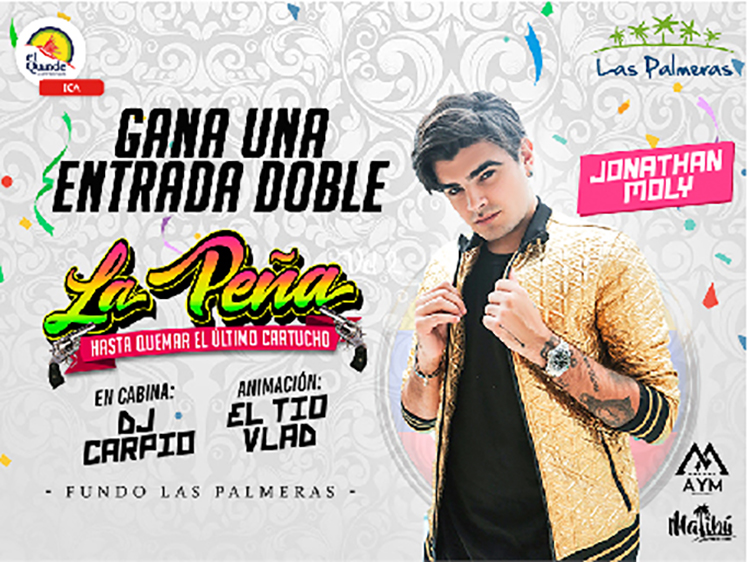 El
Quinde
ICA
Las Palmeras
GANA UNA
ENTRADA DOBLE
JONATHAN
MOLY
La Peña
HASTA QUEMAR EL ÚLTIMO CARTUCHO
EN CABINA:
DJ
CARPIO
ANIMACIÓN:
EL TIO
VLAD
- FUNDO LAS PALMERAS -
AYM
Malibú